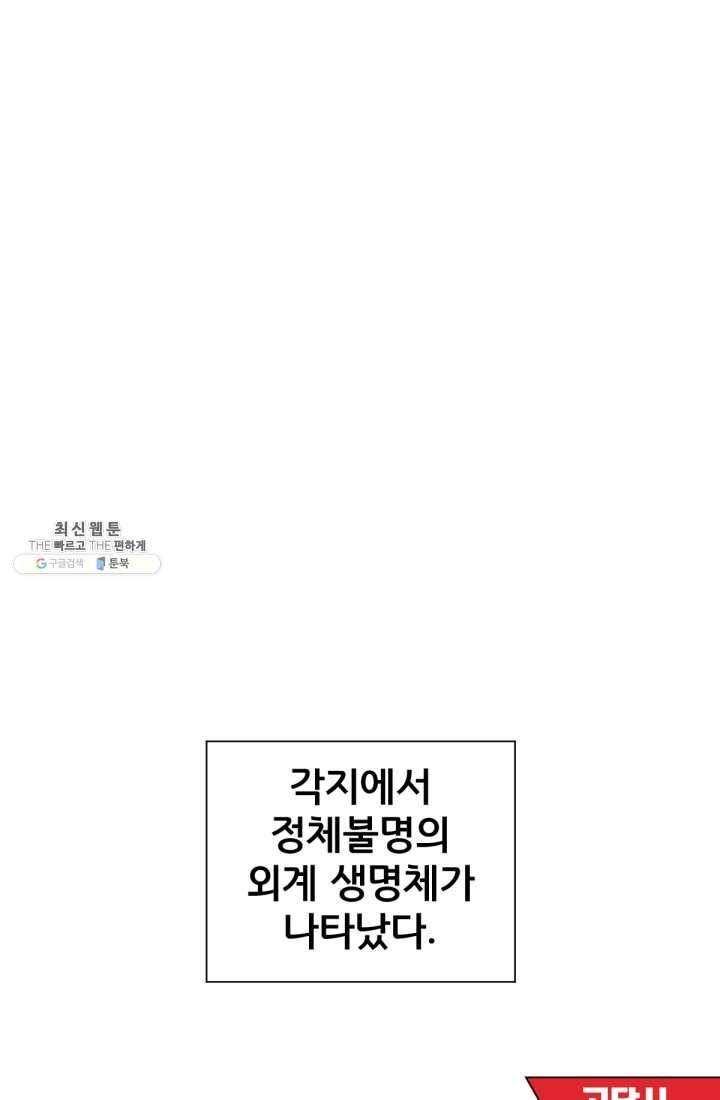 최신웹툰
THE 빠르고 THE 편하게
구글검색 툰북
각지에서
정체불명의
외계 생명체가
나타났다.